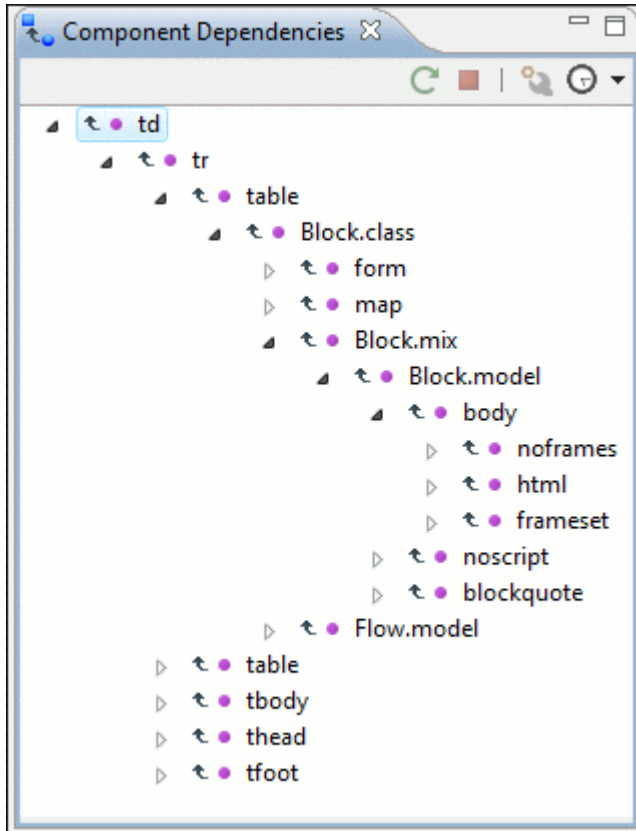 Component Dependencies
td
tr
table
Block.class
form
map
Block.mix
Block.model
body
noframes
html
frameset
noscript
blockquote
Flow.model
table
tbody
thead
tfoot